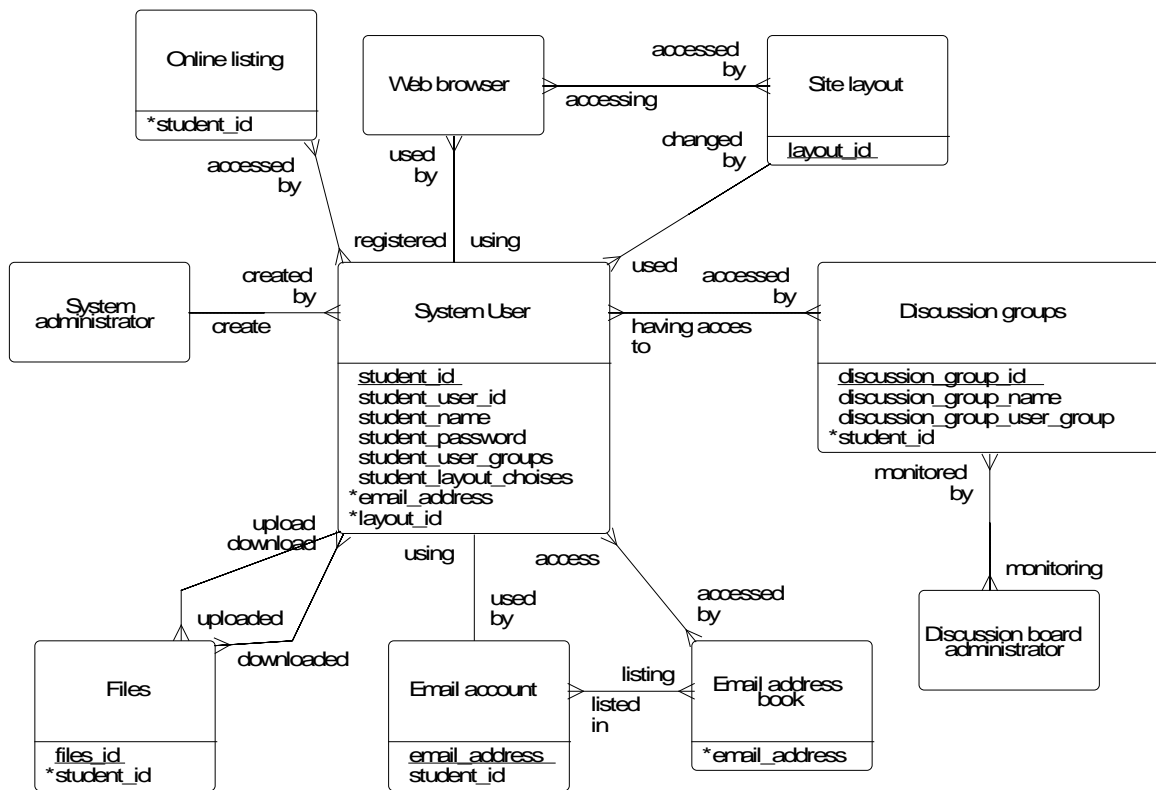 Online listing
*student_id
accessed
by
Web browser
used
by
accessing
accessed
by
Site layout
layout_id
changed
by
registered
using
used
System
administrator
created
by
create
System User
student_id
student_user_id
student_name
student_password
student_user_groups
student_layout_choises
*email_address
*layout_id
accessed
by
having acces
to
Discussion groups
discussion_group_id
discussion_group_name
discussion_group_user_group
*student_id
monitored
by
monitoring
Discussion board
administrator
upload
download
uploaded
downloaded
Files
files_id
*student_id
using
used
by
Email account
email_address
student_id
access
accessed
by
listing
listed
in
Email address
book
*email_address